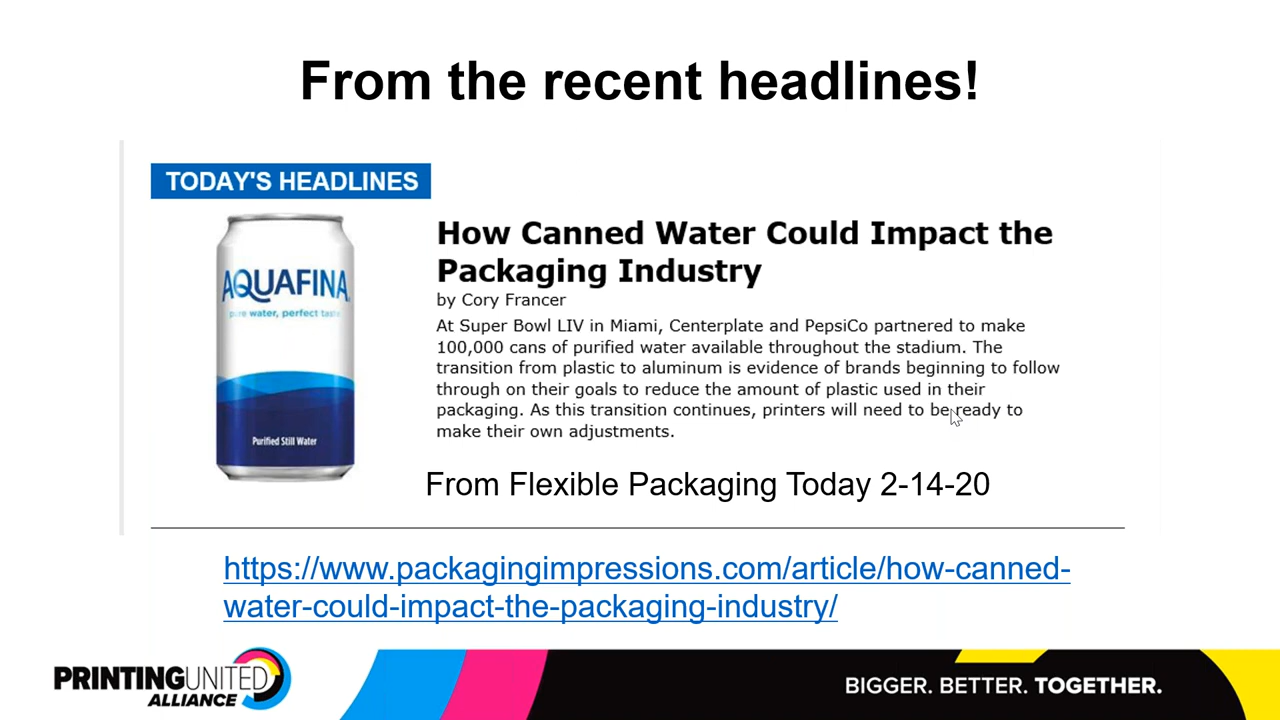 From the recent headlines!
TODAY'S HEADLINES
AQUAFINA
pure water, perfect taste
Purified Still Water
How Canned Water Could Impact the
Packaging Industry
by Cory Francer
At Super Bowl LIV in Miami, Centerplate and PepsiCo partnered to make
100,000 cans of purified water available throughout the stadium. The
transition from plastic to aluminum is evidence of brands beginning to follow
through on their goals to reduce the amount of plastic used in their
packaging. As this transition continues, printers will need to be ready to
make their own adjustments.
From Flexible Packaging Today 2-14-20
https://www.packagingimpressions.com/article/how-canned-
water-could-impact-the-packaging-industry/
PRINTING UNITED
ALLIANCE
BIGGER. BETTER. TOGETHER.